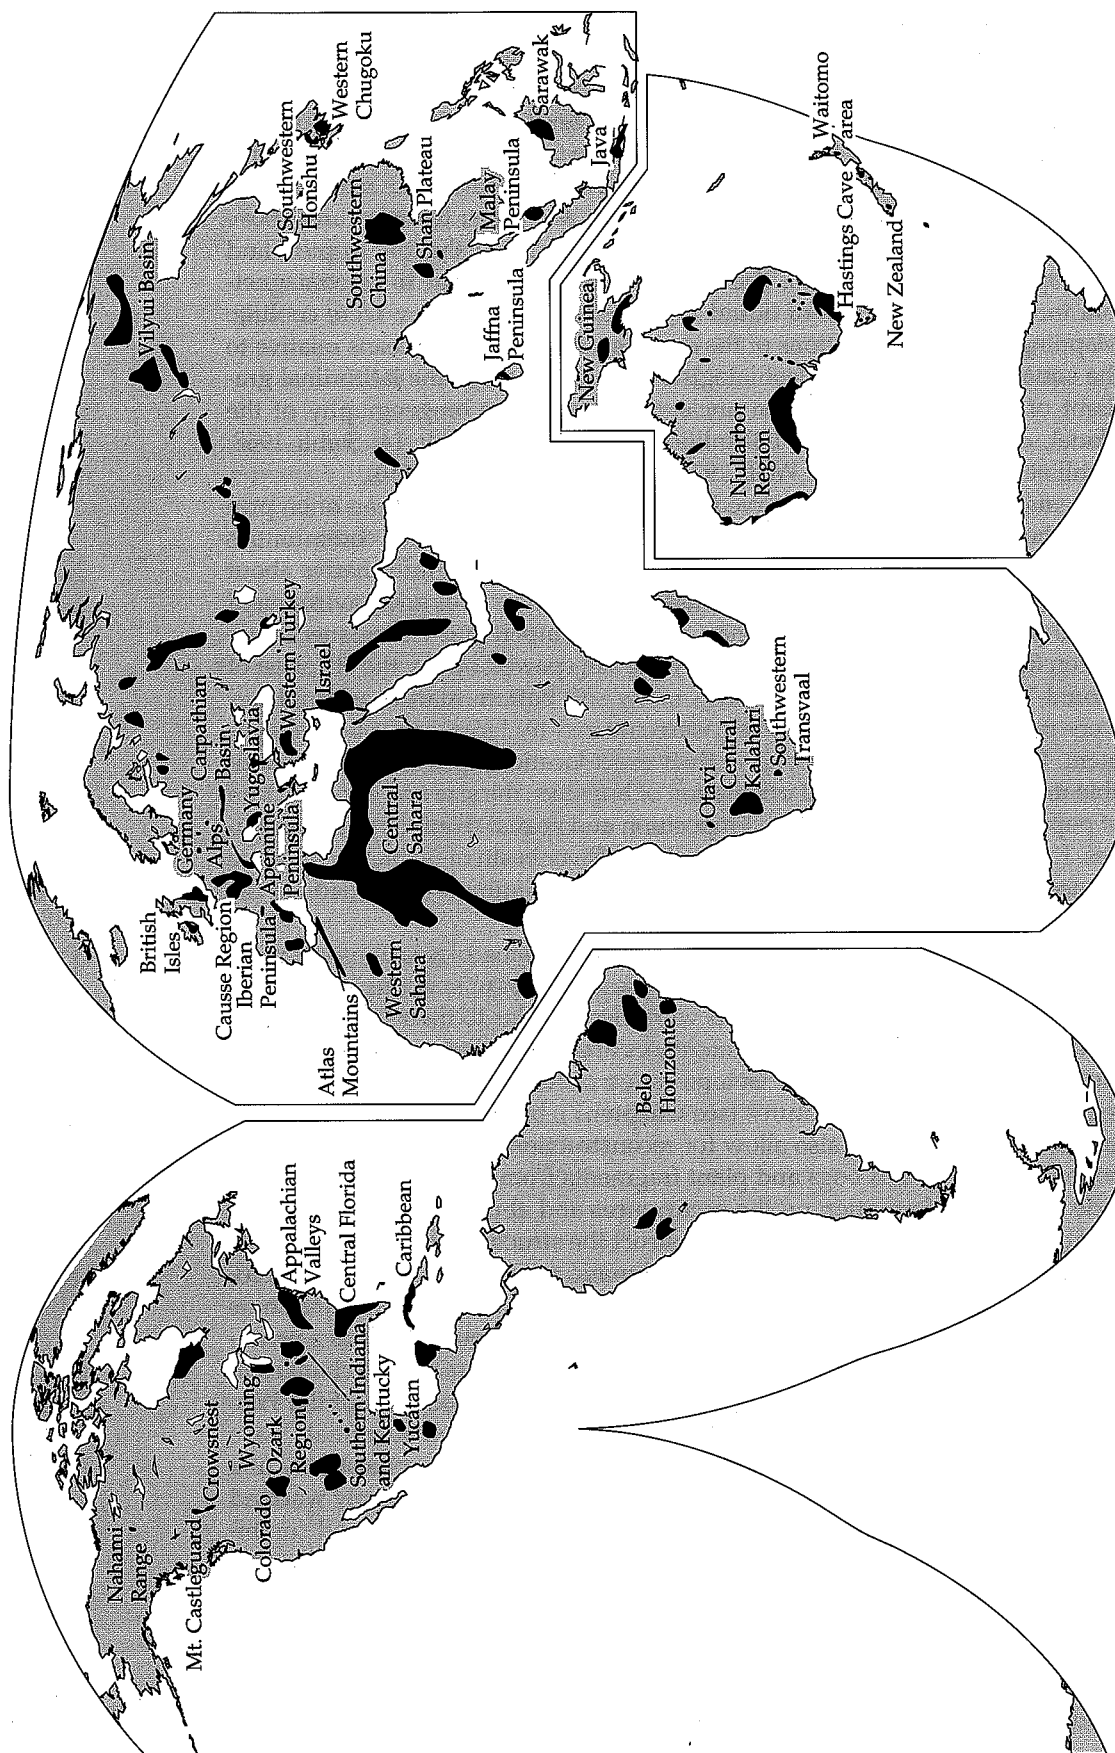 Nahami
Range
Mt. Castleguard
Crowsnest
Wyoming
Colorado
Ozark
Region
Southern Indiana
and Kentucky
Yucatan
Appalachian
Valleys
Central Florida
Caribbean
Belo
Horizonte
British
Isles
Causse Region
Iberian
Peninsula
Atlas
Mountains
Western
Sahara
Germany
Alps
Apennine
Peninsula
Carpathian
Basin
Yugoslavia
Western Turkey
Israel
Central
Sahara
Otavi
Central
Kalahari
Southwestern
Transvaal
Vilyui Basin
Southwestern
Honshu
Western
Chugoku
Southwestern
China
Shan Plateau
Malay
Peninsula
Jaffna
Peninsula
Sarawak
Java
New Guinea
Nullarbor
Region
Hastings Cave
New Zealand
Waitomo
area